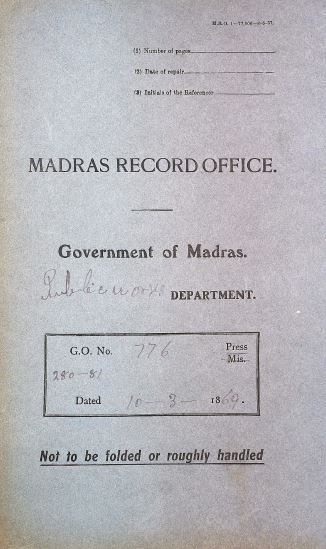 (1) Number of pages
(2) Date of repair
(3) Initials of the Referencer
MADRAS RECORD OFFICE.
Government of Madras.
Public works DEPARTMENT.
G.O. No. 776 Press
Mis.
280-81
Dated 10-3-1860.
Not to be folded or roughly handled